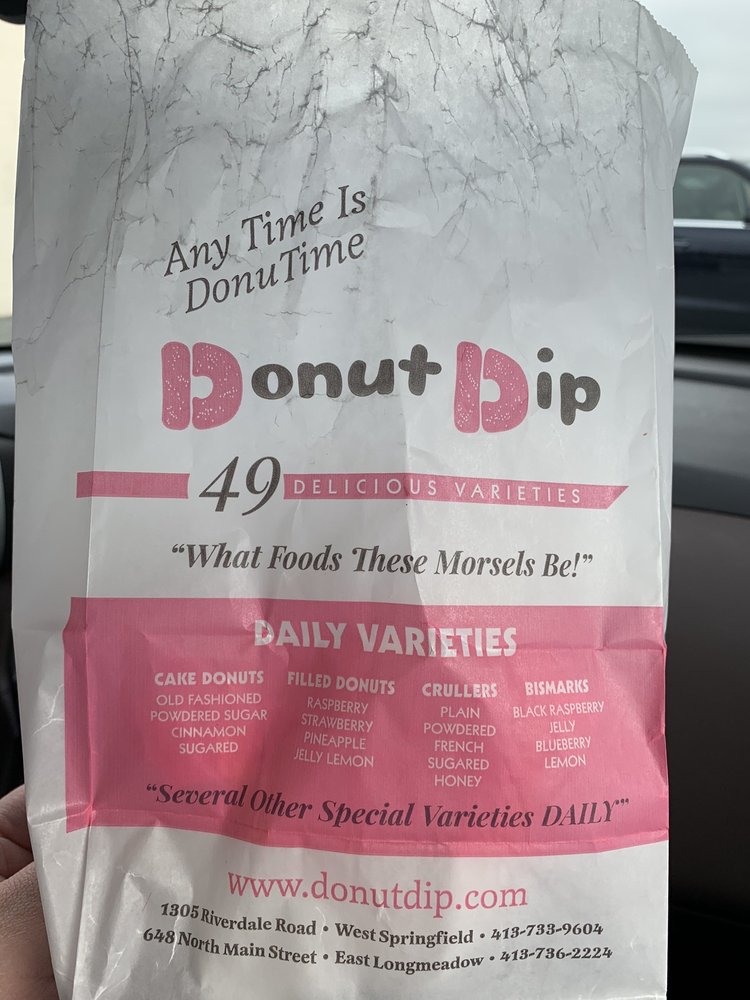 Any Time Is
DonuTime
Donut Dip
49 DELICIOUS VARIETIES
“What Foods These Morsels Be!”
DAILY VARIETIES
CAKE DONUTS
OLD FASHIONED
POWDERED SUGAR
CINNAMON
SUGARED
FILLED DONUTS
RASPBERRY
STRAWBERRY
PINEAPPLE
JELLY LEMON
CRULLERS
PLAIN
POWDERED
FRENCH
SUGARED
HONEY
BISMARKS
BLACK RASPBERRY
JELLY
BLUEBERRY
LEMON
“Several Other Special Varieties DAILY”
www.donutdip.com
1305 Riverdale Road • West Springfield • 413-733-9604
648 North Main Street • East Longmeadow • 413-736-2224